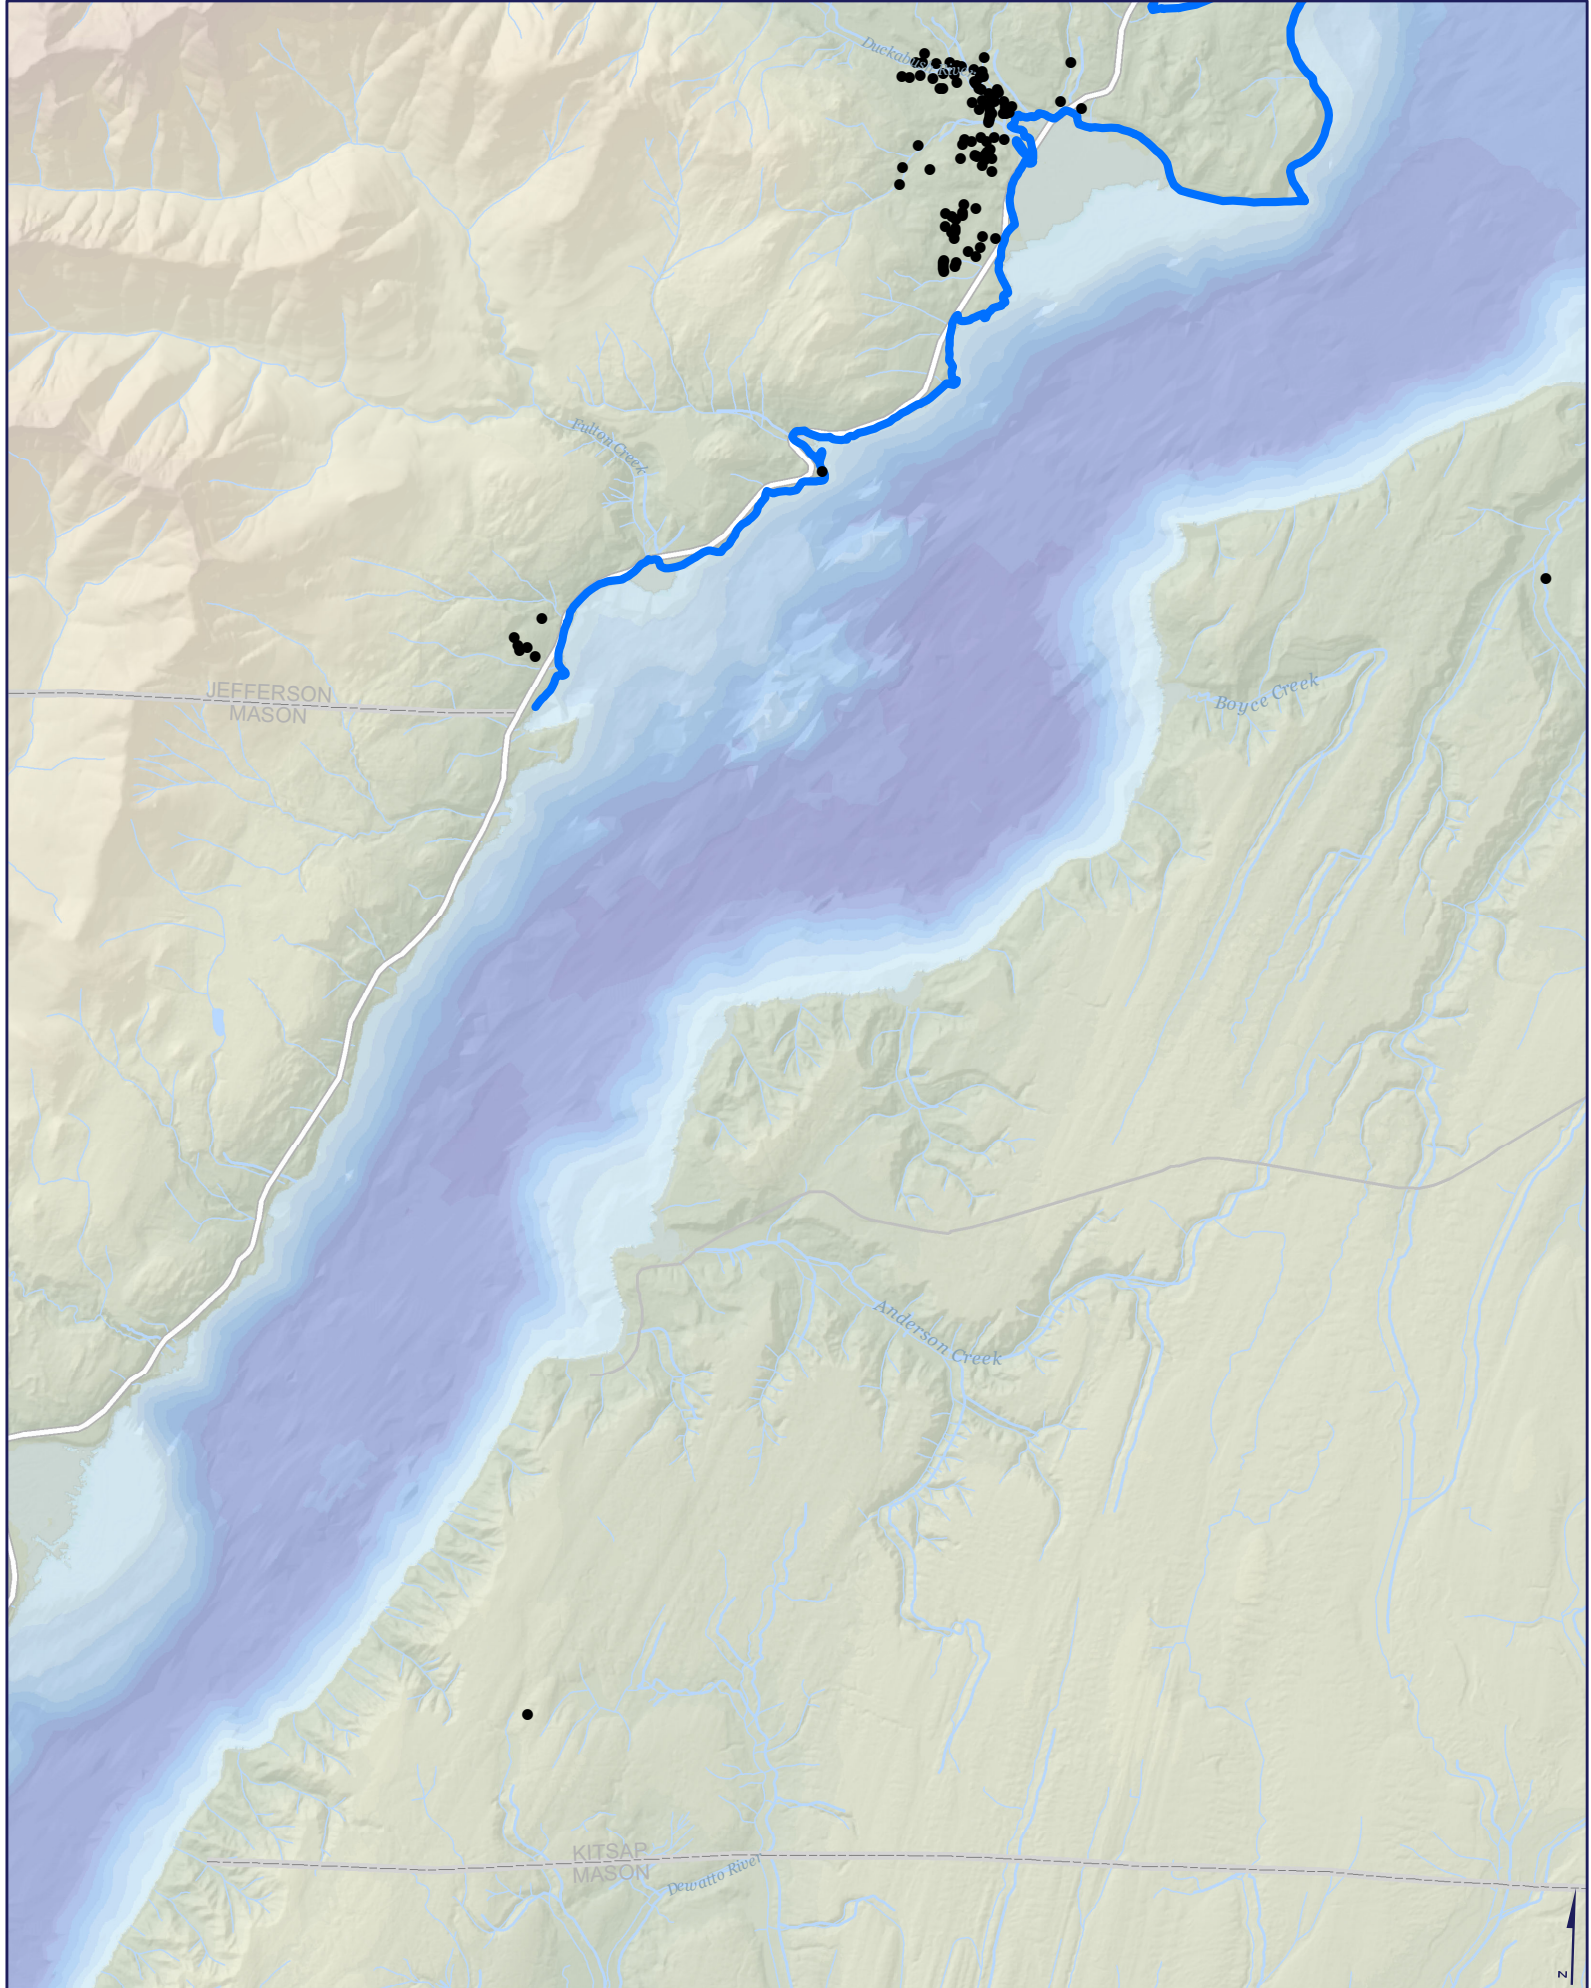 Duckabush River
Fulton Creek
JEFFERSON
MASON
Boyce Creek
Anderson Creek
KITSAP
MASON
Dewatto River
N